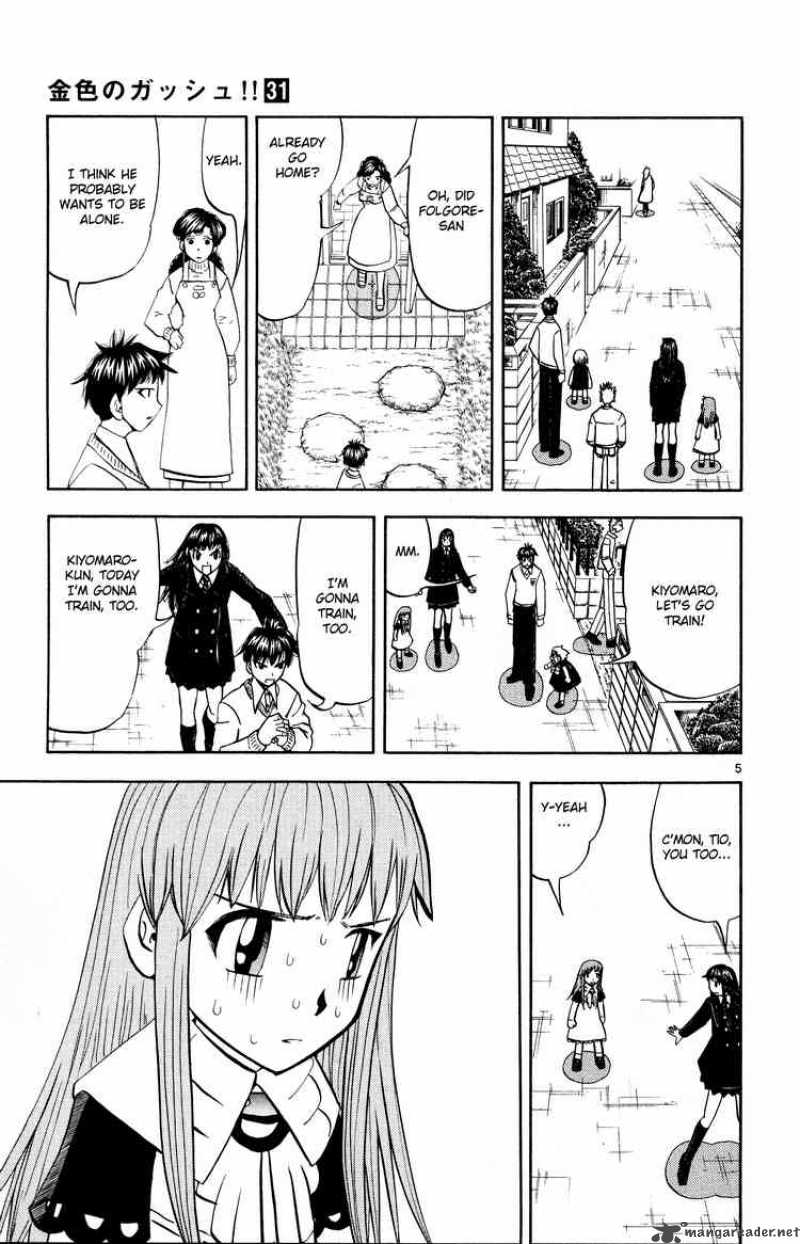 金色のガッシュ!! 31
OH, DID
FOLGORE-
SAN
ALREADY
GO
HOME?
YEAH.
I THINK HE
PROBABLY
WANTS TO BE
ALONE.
KIYOMARO,
LET'S GO
TRAIN!
MM.
I'M
GONNA
TRAIN,
TOO.
KIYOMARO-
KUN, TODAY
I'M GONNA
TRAIN, TOO.
5
C'MON, TIO,
YOU TOO...
Y-YEAH
...
mangareader.net